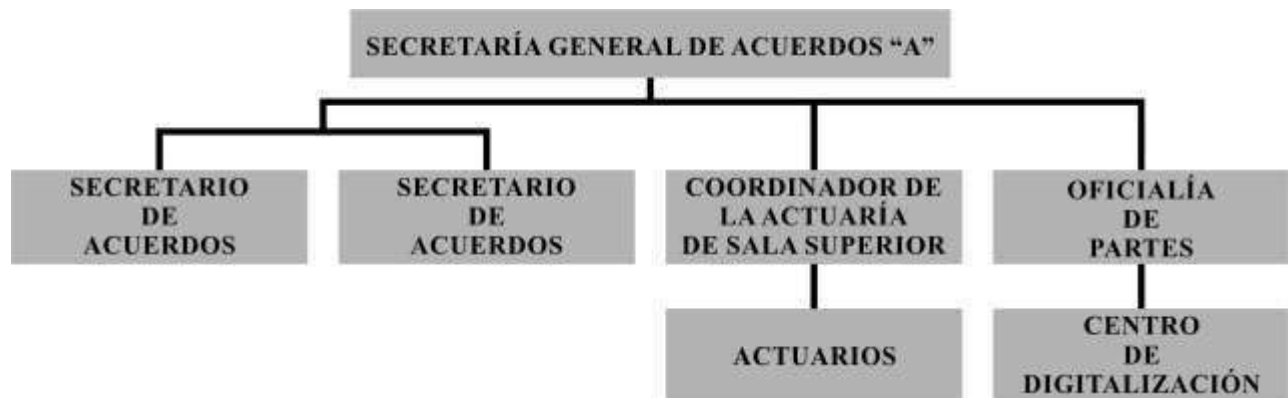 SECRETARÍA GENERAL DE ACUERDOS “A”
SECRETARIO
DE
ACUERDOS
SECRETARIO
DE
ACUERDOS
COORDINADOR DE
LA ACTUARÍA
DE SALA SUPERIOR
OFICIALÍA
DE
PARTES
ACTUARIOS
CENTRO
DE
DIGITALIZACIÓN